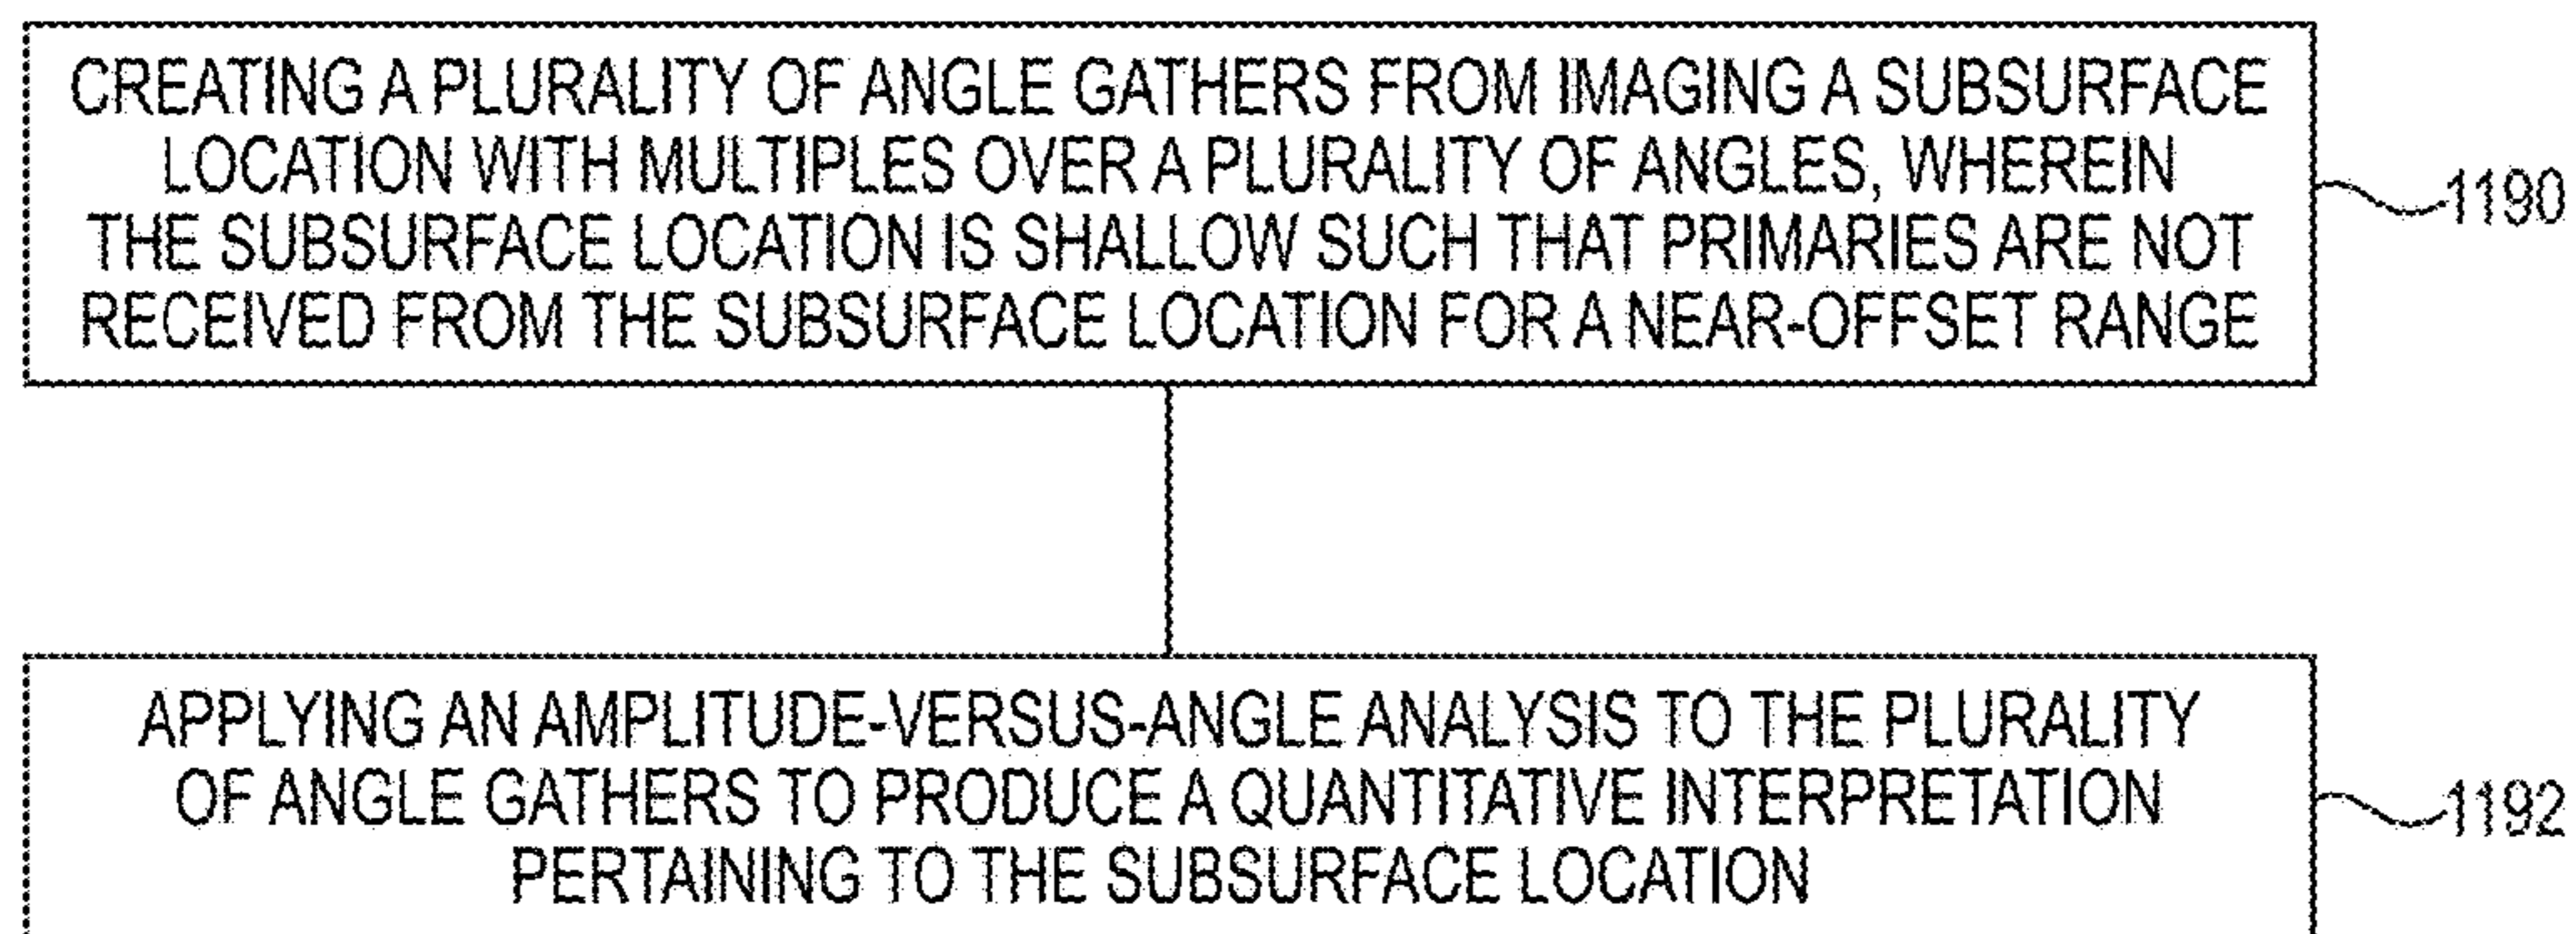 CREATING A PLURALITY OF ANGLE GATHERS FROM IMAGING A SUBSURFACE
LOCATION WITH MULTIPLES OVER A PLURALITY OF ANGLES, WHEREIN
THE SUBSURFACE LOCATION IS SHALLOW SUCH THAT PRIMARIES ARE NOT
RECEIVED FROM THE SUBSURFACE LOCATION FOR A NEAR-OFFSET RANGE
1190
APPLYING AN AMPLITUDE-VERSUS-ANGLE ANALYSIS TO THE PLURALITY
OF ANGLE GATHERS TO PRODUCE A QUANTITATIVE INTERPRETATION
PERTAINING TO THE SUBSURFACE LOCATION
1192